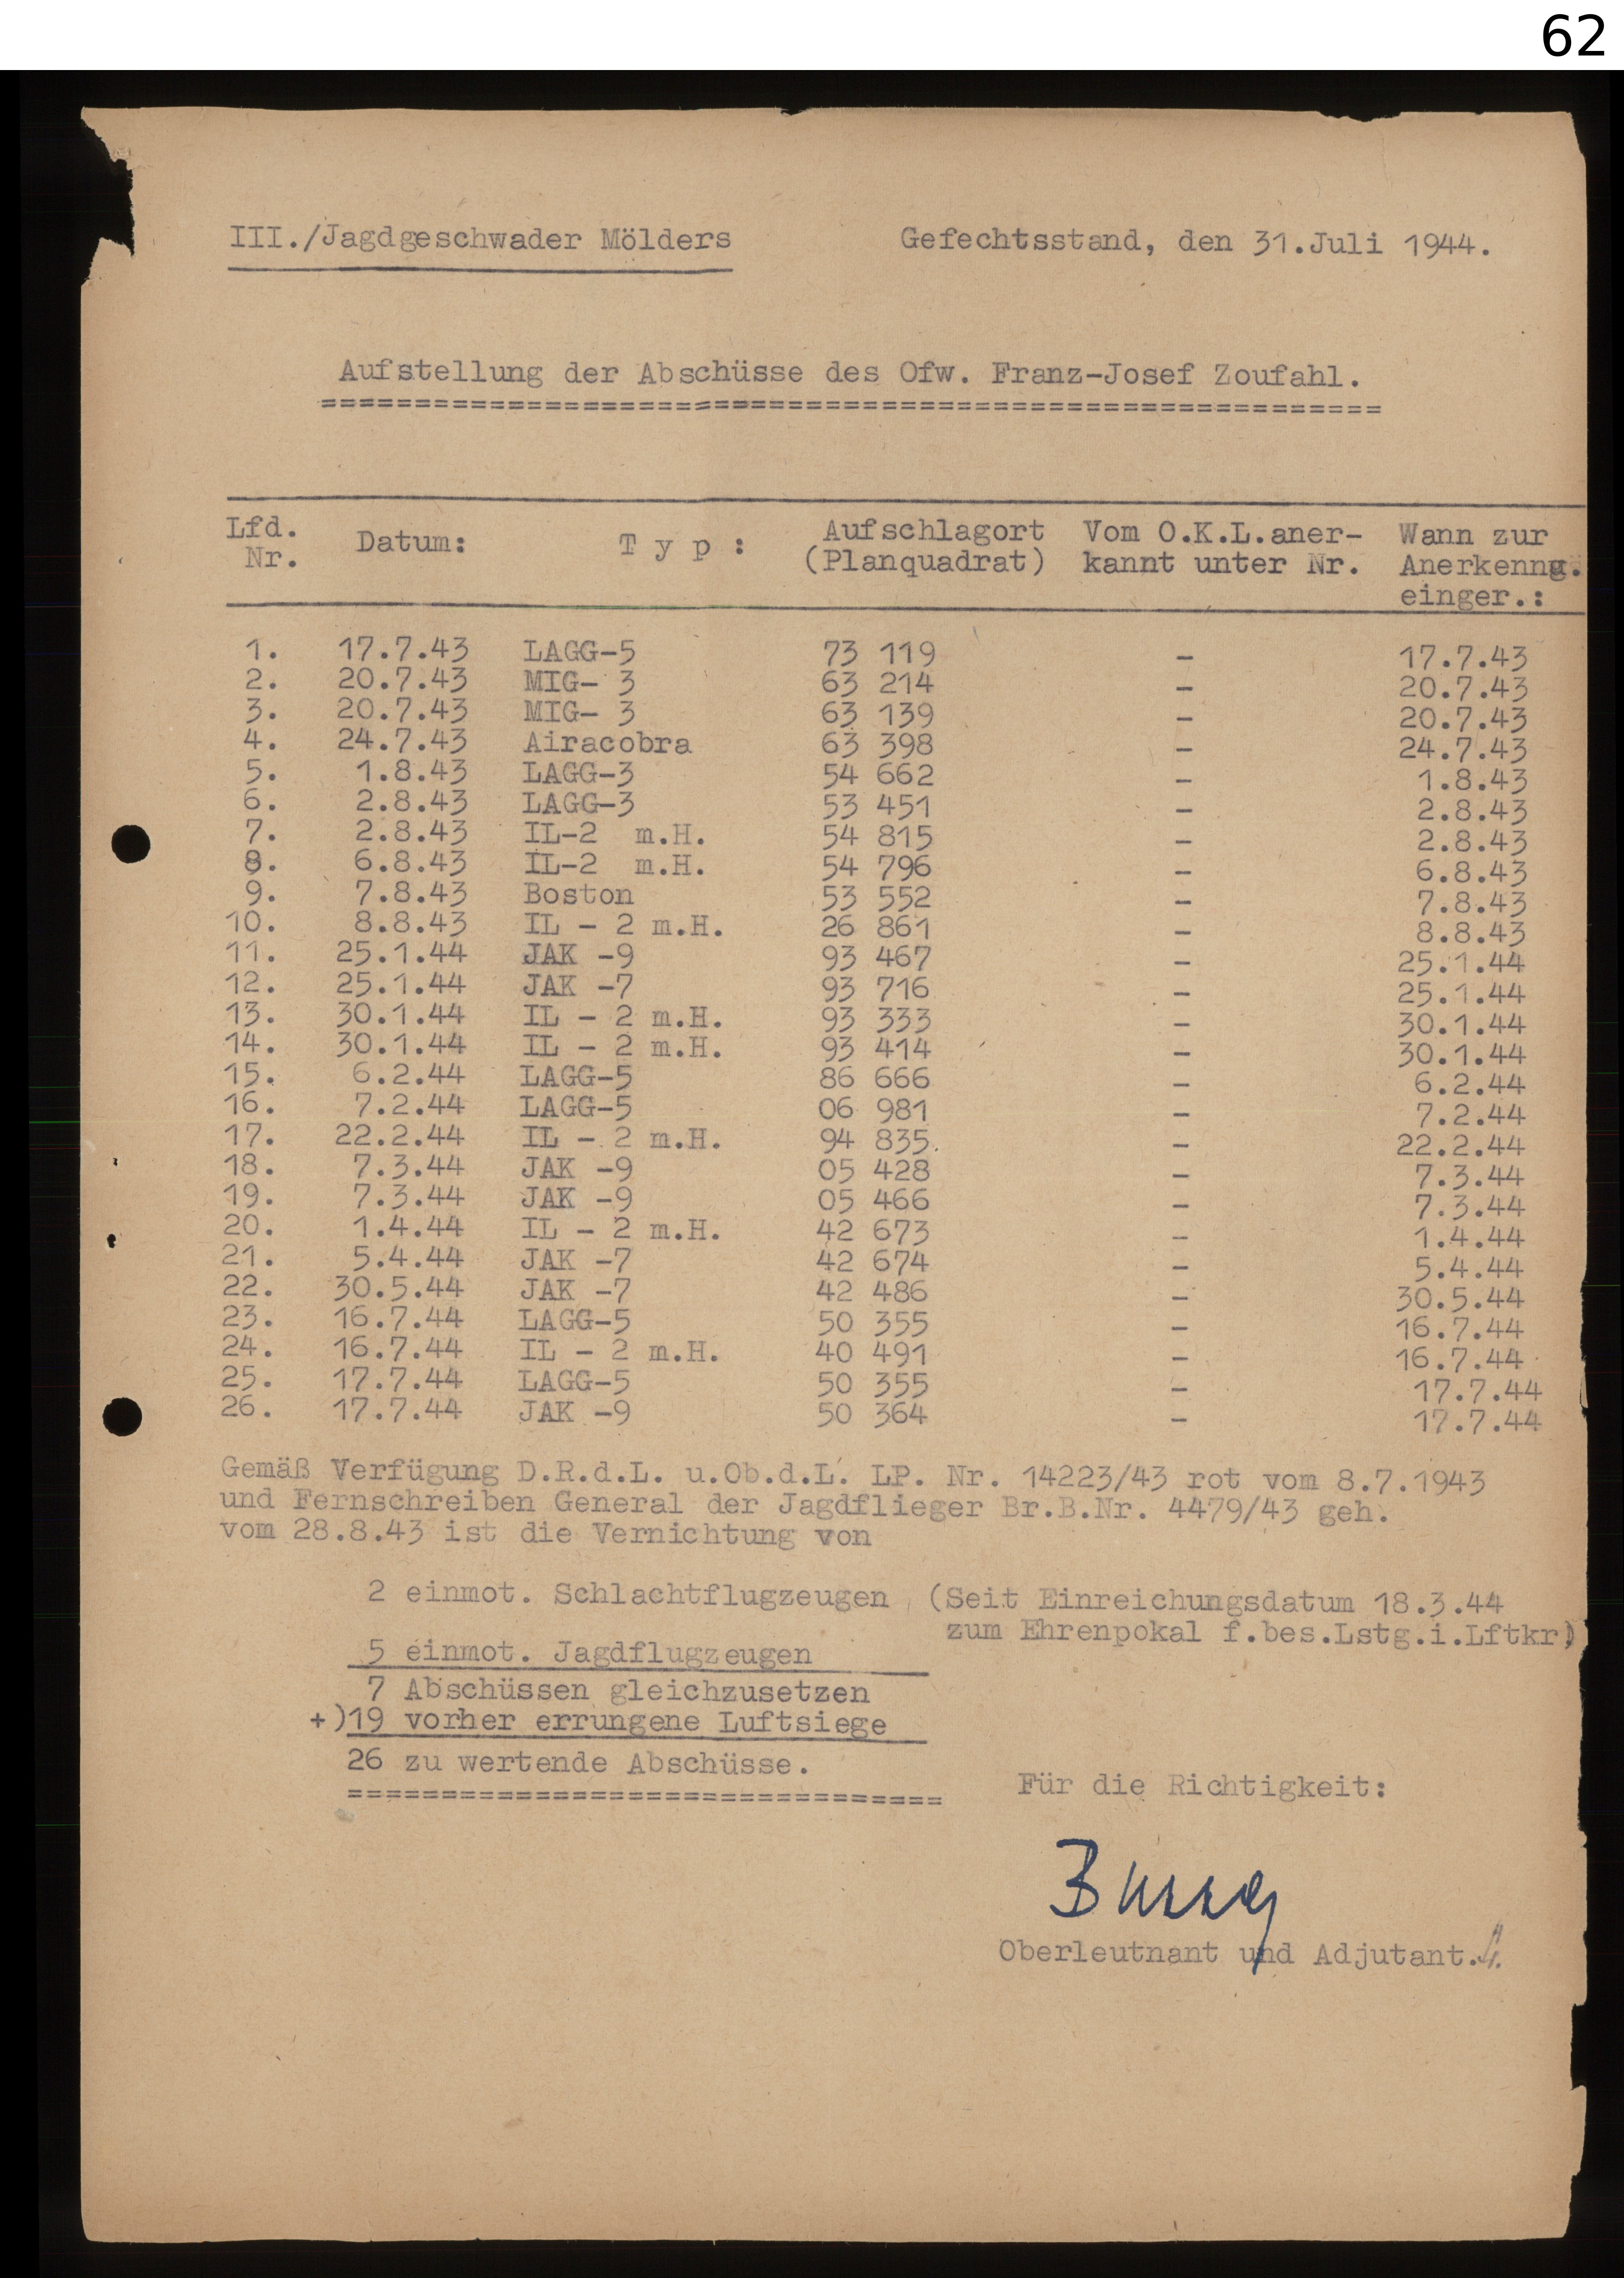 62
III./Jagdgeschwader Mölders Gefechtsstand, den 31.Juli 1944.
Aufstellung der Abschüsse des Ofw. Franz-Josef Zoufahl.
=========================================================
Lfd. Nr. Datum: T y p : Aufschlagort (Planquadrat) Vom O.K.L.aner- kannt unter Nr. Wann zur Anerkenng. einger.:
1. 17.7.43 LAGG-5 73 119 - 17.7.43
2. 20.7.43 MIG- 3 63 214 - 20.7.43
3. 20.7.43 MIG- 3 63 139 - 20.7.43
4. 24.7.43 Airacobra 63 398 - 24.7.43
5. 1.8.43 LAGG-3 54 662 - 1.8.43
6. 2.8.43 LAGG-3 53 451 - 2.8.43
7. 2.8.43 IL-2 m.H. 54 815 - 2.8.43
8. 6.8.43 IL-2 m.H. 54 796 - 6.8.43
9. 7.8.43 Boston 53 552 - 7.8.43
10. 8.8.43 IL - 2 m.H. 26 861 - 8.8.43
11. 25.1.44 JAK -9 93 467 - 25.1.44
12. 25.1.44 JAK -7 93 716 - 25.1.44
13. 30.1.44 IL - 2 m.H. 93 333 - 30.1.44
14. 30.1.44 IL - 2 m.H. 93 414 - 30.1.44
15. 6.2.44 LAGG-5 86 666 - 6.2.44
16. 7.2.44 LAGG-5 06 981 - 7.2.44
17. 22.2.44 IL - 2 m.H. 94 835. - 22.2.44
18. 7.3.44 JAK -9 05 428 - 7.3.44
19. 7.3.44 JAK -9 05 466 - 7.3.44
20. 1.4.44 IL - 2 m.H. 42 673 - 1.4.44
21. 5.4.44 JAK -7 42 674 - 5.4.44
22. 30.5.44 JAK -7 42 486 - 30.5.44
23. 16.7.44 LAGG-5 50 355 - 16.7.44
24. 16.7.44 IL - 2 m.H. 40 491 - 16.7.44
25. 17.7.44 LAGG-5 50 355 - 17.7.44
26. 17.7.44 JAK -9 50 364 - 17.7.44
Gemäß Verfügung D.R.d.L. u.Ob.d.L. LP. Nr. 14223/43 rot vom 8.7.1943
und Fernschreiben General der Jagdflieger Br.B.Nr. 4479/43 geh.
vom 28.8.43 ist die Vernichtung von
2 einmot. Schlachtflugzeugen (Seit Einreichungsdatum 18.3.44
zum Ehrenpokal f.bes.Lstg.i.Lftkr)
5 einmot. Jagdflugzeugen
7 Abschüssen gleichzusetzen
+)19 vorher errungene Luftsiege
26 zu wertende Abschüsse.
================================
Für die Richtigkeit:
Oberleutnant und Adjutant.